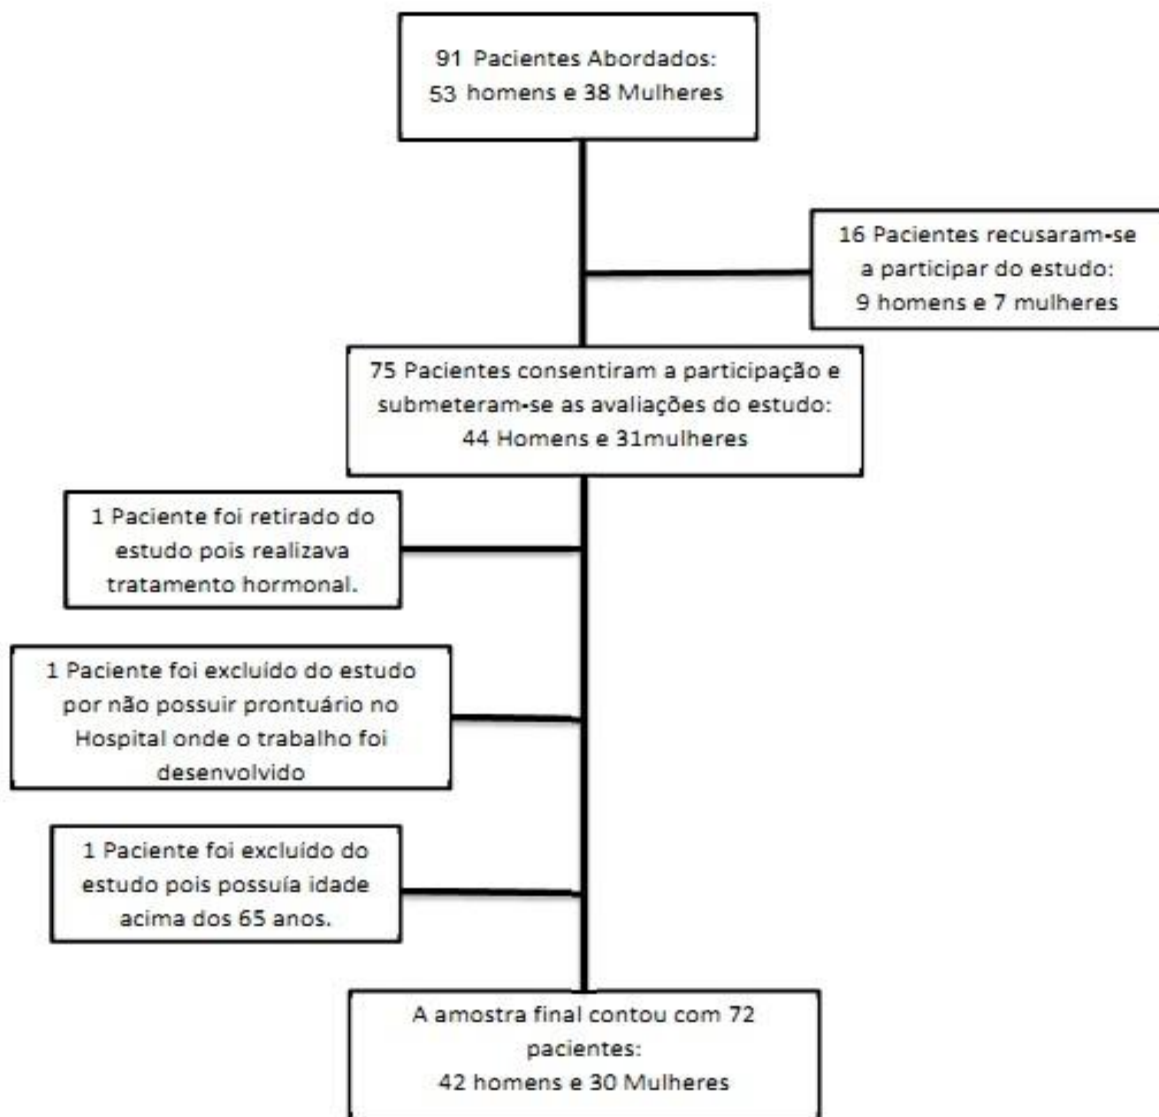 91 Pacientes Abordados:
53 homens e 38 Mulheres
16 Pacientes recusaram-se
a participar do estudo:
9 homens e 7 mulheres
75 Pacientes consentiram a participação e
submeteram-se as avaliações do estudo:
44 Homens e 31mulheres
1 Paciente foi retirado do
estudo pois realizava
tratamento hormonal.
1 Paciente foi excluído do estudo
por não possuir prontuário no
Hospital onde o trabalho foi
desenvolvido
1 Paciente foi excluído do
estudo pois possuía idade
acima dos 65 anos.
A amostra final contou com 72
pacientes:
42 homens e 30 Mulheres